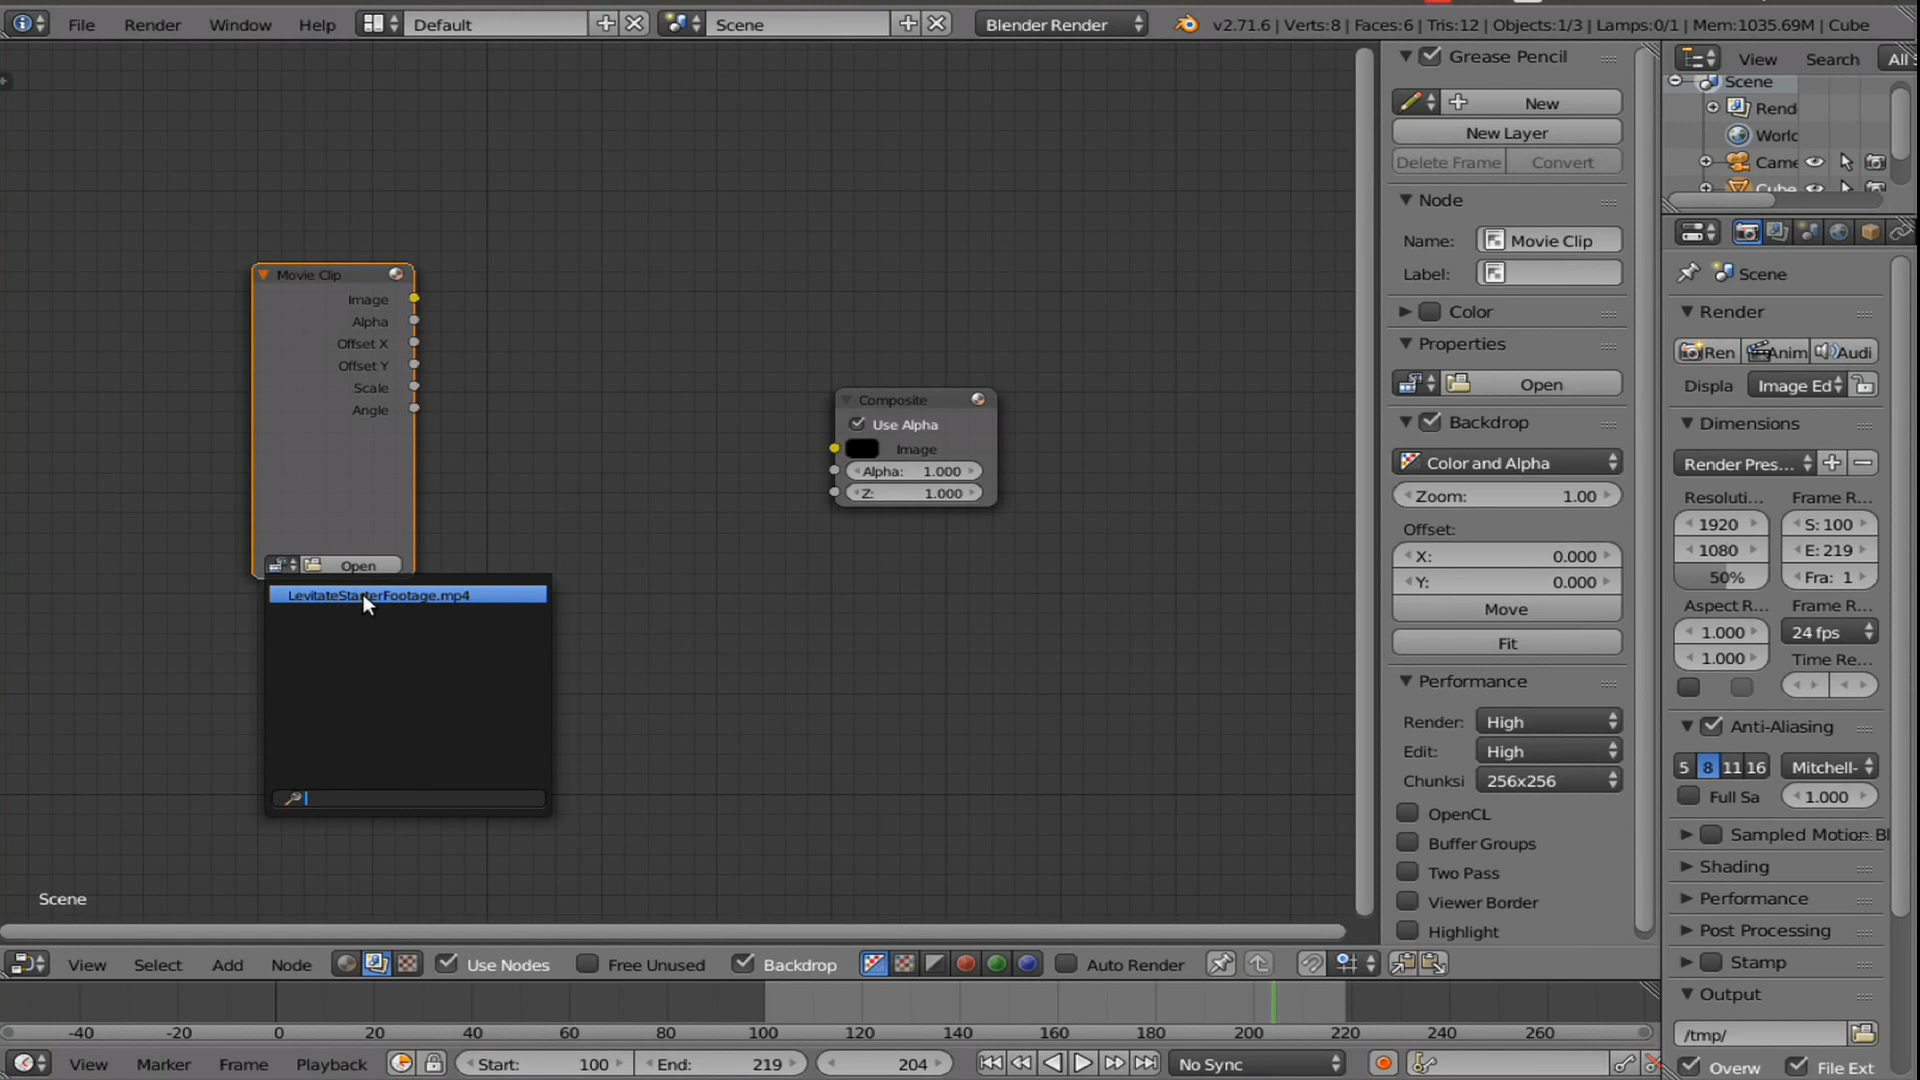 File Render Window Help Default Scene Blender Render v2.71.6 | Verts:8 | Faces:6 | Tris:12 | Objects:1/3 | Lamps:0/1 | Mem:1035.69M | Cube
Movie Clip
Image
Alpha
Offset X
Offset Y
Scale
Angle
Open
LevitateStarterFootage.mp4
Composite
Use Alpha
Image
Alpha: 1.000
Z: 1.000
Scene
Grease Pencil
New
New Layer
Delete Frame Convert
Node
Name: Movie Clip
Label:
Color
Properties
Open
Backdrop
Color and Alpha
Zoom: 1.00
Offset:
X: 0.000
Y: 0.000
Move
Fit
Performance
Render: High
Edit: High
Chunksi 256x256
OpenCL
Buffer Groups
Two Pass
Viewer Border
Highlight
View Search All
Scene
Rend
Worl
Came
Cube
Scene
Render
Ren Anim Audi
Displa Image Ed
Dimensions
Render Pres...
Resoluti... Frame R...
1920 S: 100
1080 E: 219
50% Fra: 1
Aspect R... Frame R...
1.000 24 fps
1.000 Time Re...
Anti-Aliasing
5 8 11 16 Mitchell-
Full Sa 1.000
Sampled Motion Bl
Shading
Performance
Post Processing
Stamp
Output
/tmp/
Overw File Ext
View Select Add Node Use Nodes Free Unused Backdrop Auto Render
-40 -20 0 20 40 60 80 100 120 140 160 180 200 220 240 260
View Marker Frame Playback Start: 100 End: 219 204 No Sync